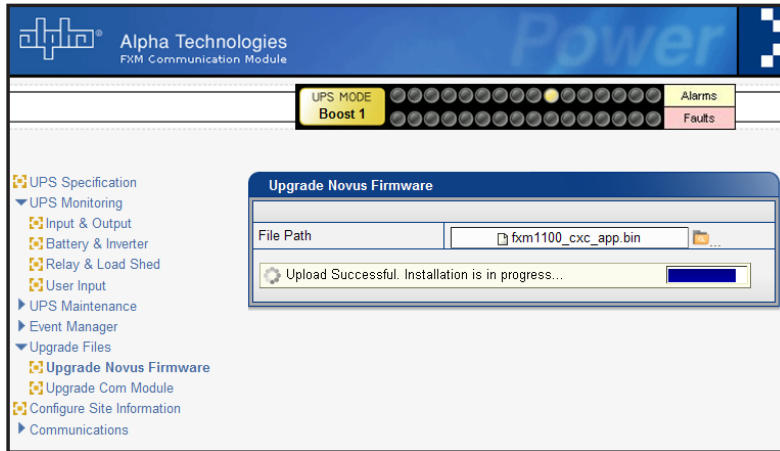 alpha®
Alpha Technologies
FXM Communication Module
Power
UPS MODE
Boost 1
Alarms
Faults
UPS Specification
UPS Monitoring
Input & Output
Battery & Inverter
Relay & Load Shed
User Input
UPS Maintenance
Event Manager
Upgrade Files
Upgrade Novus Firmware
Upgrade Com Module
Configure Site Information
Communications
Upgrade Novus Firmware
File Path
fxm1100_cxc_app.bin
...
Upload Successful. Installation is in progress...